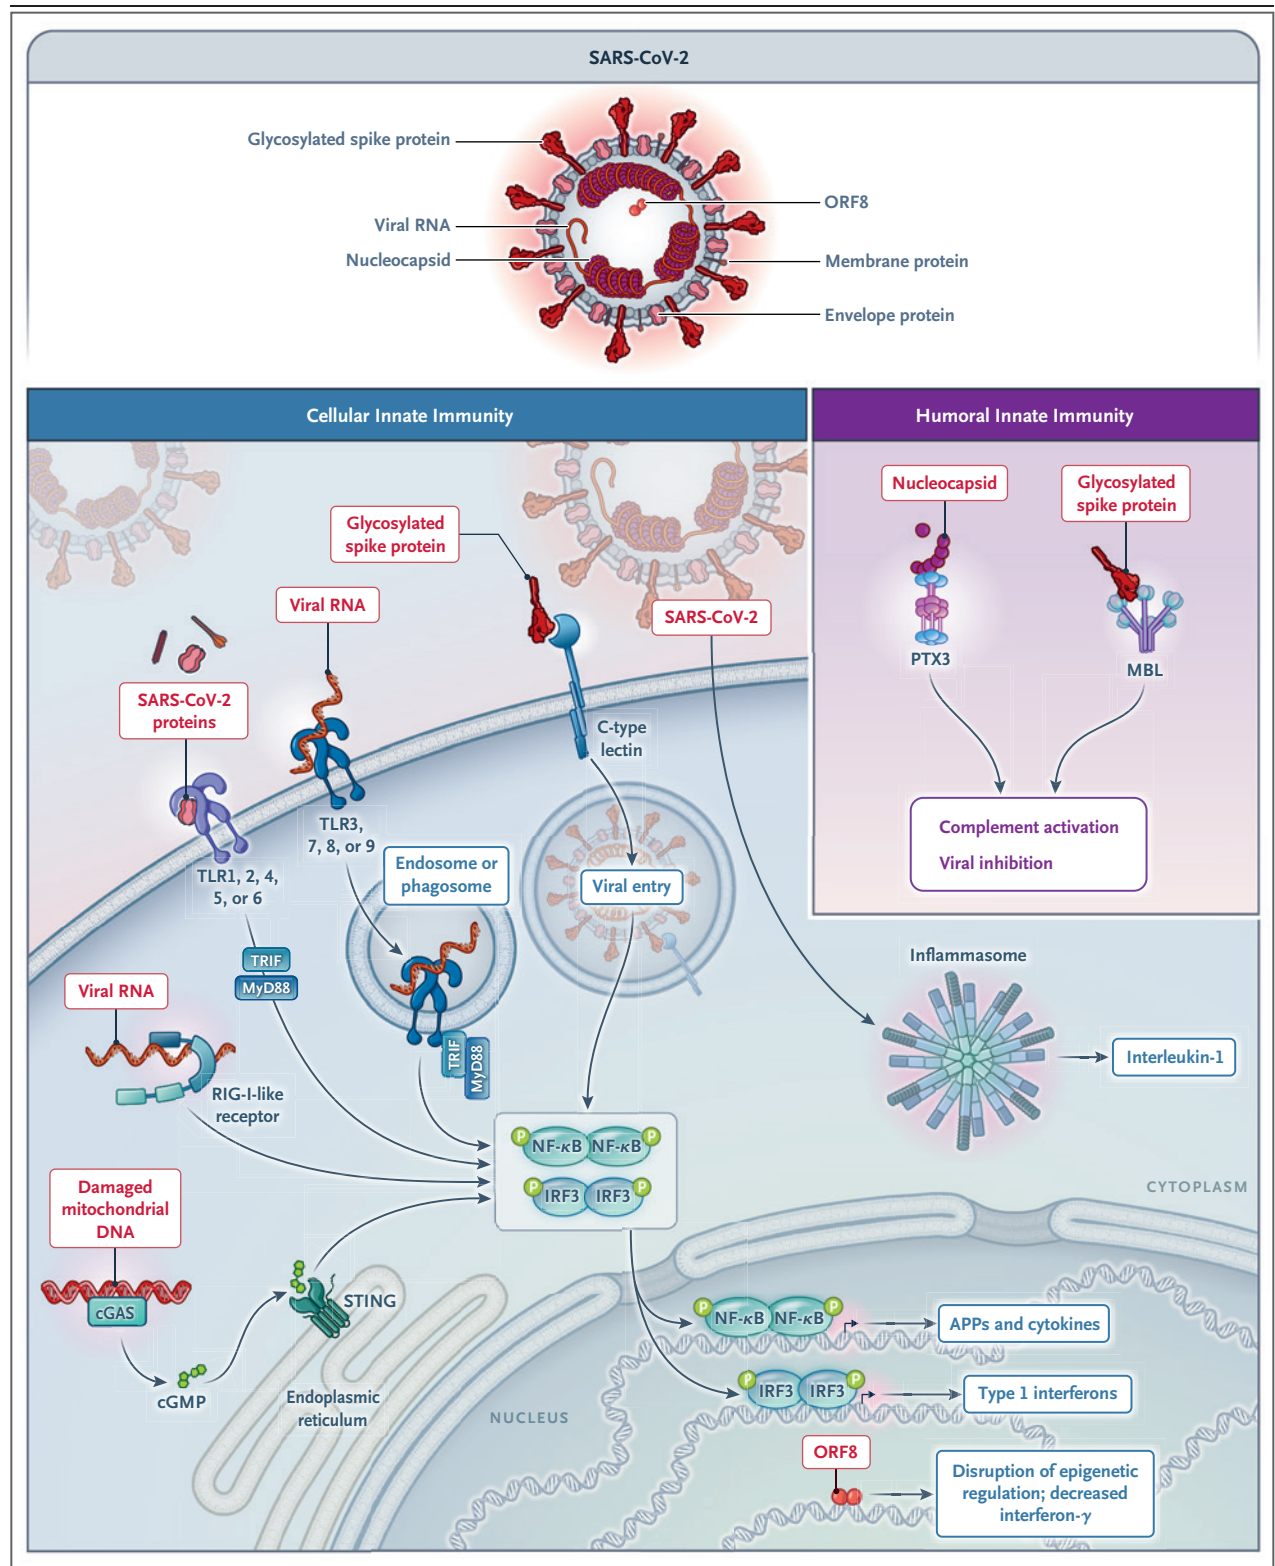 SARS-CoV-2
Glycosylated spike protein
Viral RNA
Nucleocapsid
ORF8
Membrane protein
Envelope protein
Cellular Innate Immunity
Glycosylated
spike protein
Viral RNA
SARS-CoV-2
SARS-CoV-2
proteins
C-type
lectin
TLR3,
7, 8, or 9
TLR1, 2, 4,
5, or 6
Endosome or
phagosome
Viral entry
TRIF
MyD88
Viral RNA
TRIF
MyD88
RIG-I-like
receptor
NF-κB NF-κB
P
P
IRF3 IRF3
P
P
Damaged
mitochondrial
DNA
cGAS
cGMP
STING
Endoplasmic
reticulum
Humoral Innate Immunity
Nucleocapsid
Glycosylated
spike protein
PTX3
MBL
Complement activation
Viral inhibition
Inflammasome
Interleukin-1
CYTOPLASM
NUCLEUS
P
P
NF-κB NF-κB
APPs and cytokines
P
P
IRF3 IRF3
Type 1 interferons
ORF8
Disruption of epigenetic
regulation; decreased
interferon-γ